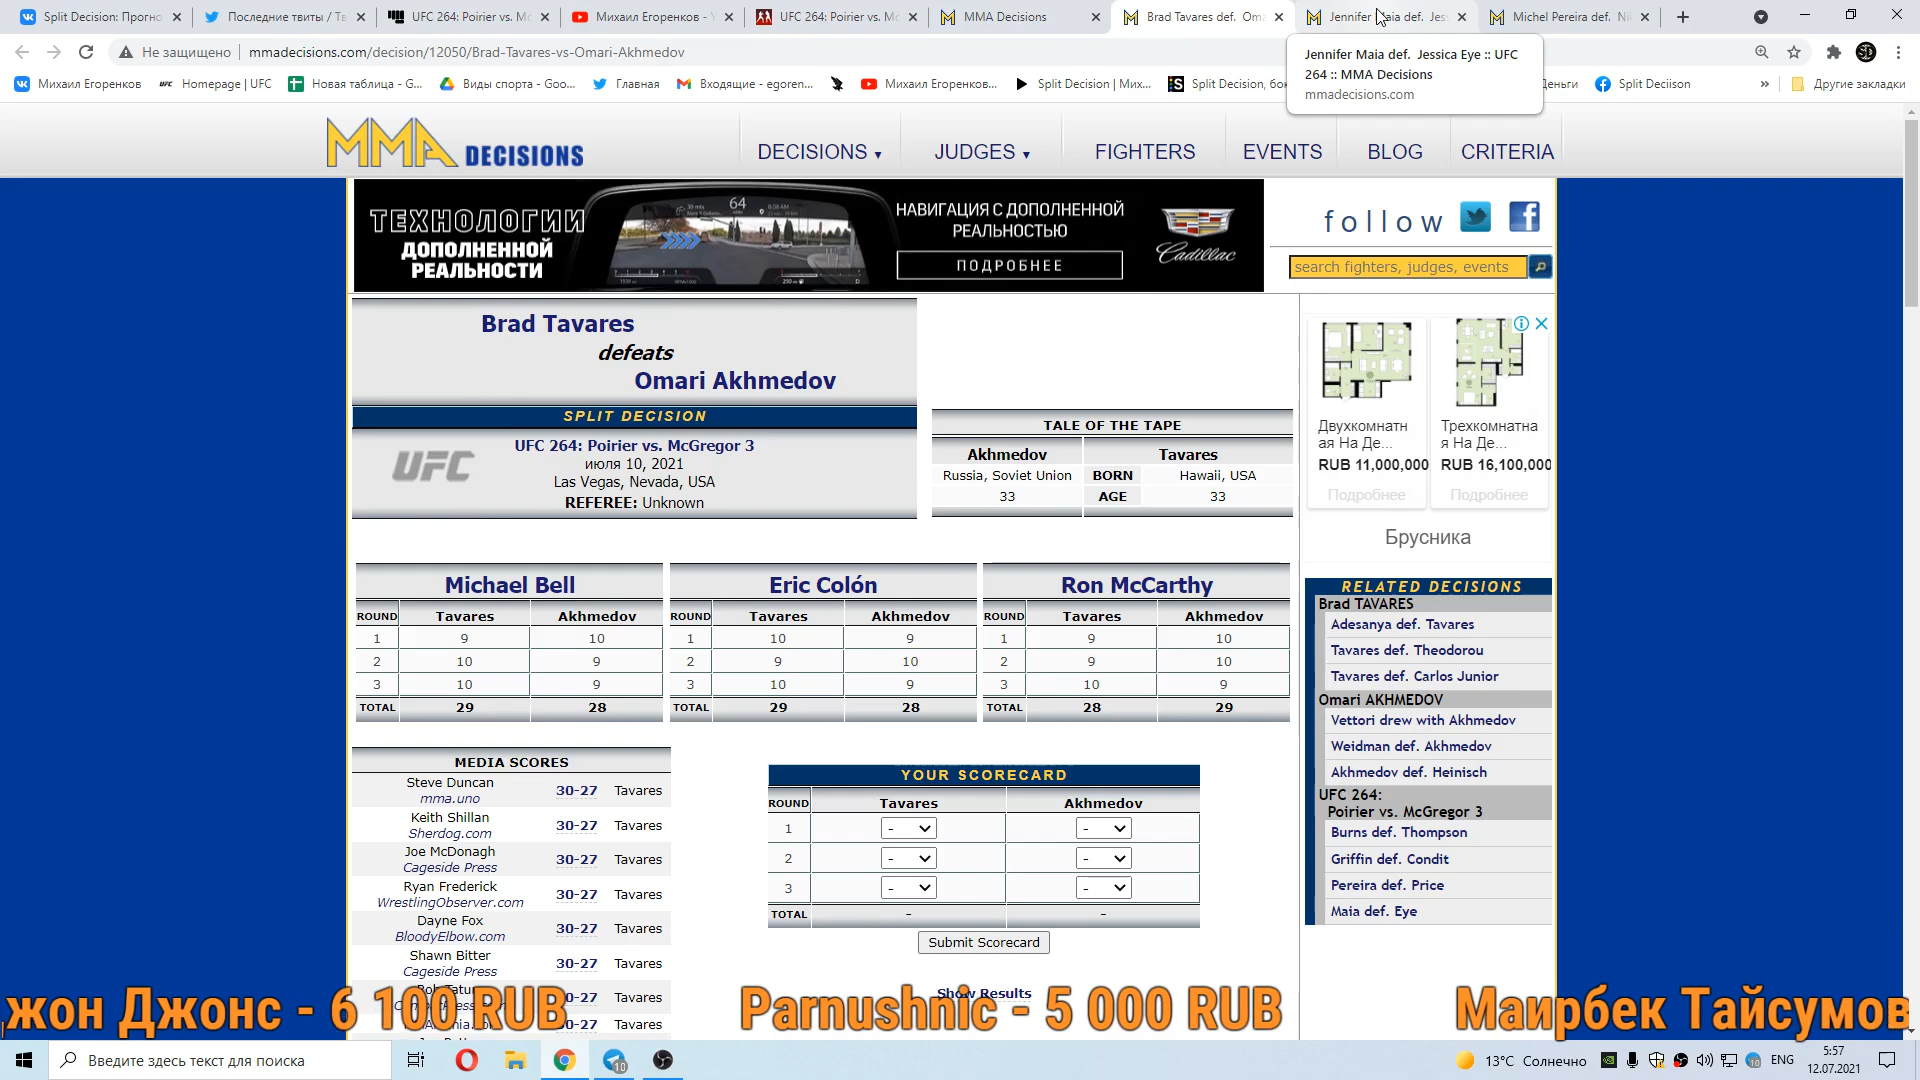 Split Decision: Прогно
Последние твиты / Тв
UFC 264: Poirier vs. Mc
Михаил Егоренков - Y
UFC 264: Poirier vs. Mc
MMA Decisions
Brad Tavares def. Oma
Jennifer Maia def. Jess
Michel Pereira def. Ni
Не защищено
mmadecisions.com/decision/12050/Brad-Tavares-vs-Omari-Akhmedov
Jennifer Maia def. Jessica Eye :: UFC
264 :: MMA Decisions
mmadecisions.com
Михаил Егоренков
Homepage | UFC
Новая таблица - G...
Виды спорта - Goo...
Главная
Входящие - egoren...
Михаил Егоренков...
Split Decision | Мих...
Split Decision, бок
Деньги
Split Deciision
»
Другие закладки
MMA DECISIONS
DECISIONS ▼
JUDGES ▼
FIGHTERS
EVENTS
BLOG
CRITERIA
ТЕХНОЛОГИИ
ДОПОЛНЕННОЙ
РЕАЛЬНОСТИ
64
НАВИГАЦИЯ С ДОПОЛНЕННОЙ
РЕАЛЬНОСТЬЮ
ПОДРОБНЕЕ
Cadillac
follow
search fighters, judges, events
Brad Tavares
defeats
Omari Akhmedov
SPLIT DECISION
UFC
UFC 264: Poirier vs. McGregor 3
июля 10, 2021
Las Vegas, Nevada, USA
REFEREE: Unknown
TALE OF THE TAPE
Akhmedov Tavares
Russia, Soviet Union BORN Hawaii, USA
33 AGE 33
Двухкомнатн
ая На Де...
RUB 11,000,000
Подробнее
Трехкомнатна
я На Де...
RUB 16,100,000
Подробнее
Брусника
Michael Bell
ROUND Tavares Akhmedov
1 9 10
2 10 9
3 10 9
TOTAL 29 28
Eric Colón
ROUND Tavares Akhmedov
1 10 9
2 9 10
3 10 9
TOTAL 29 28
Ron McCarthy
ROUND Tavares Akhmedov
1 9 10
2 9 10
3 10 9
TOTAL 28 29
RELATED DECISIONS
Brad TAVARES
Adesanya def. Tavares
Tavares def. Theodorou
Tavares def. Carlos Junior
Omari AKHMEDOV
Vettori drew with Akhmedov
Weidman def. Akhmedov
Akhmedov def. Heinisch
UFC 264:
Poirier vs. McGregor 3
Burns def. Thompson
Griffin def. Condit
Pereira def. Price
Maia def. Eye
MEDIA SCORES
Steve Duncan
mma.uno
30-27 Tavares
Keith Shillan
Sherdog.com
30-27 Tavares
Joe McDonagh
Cageside Press
30-27 Tavares
Ryan Frederick
WrestlingObserver.com
30-27 Tavares
Dayne Fox
BloodyElbow.com
30-27 Tavares
Shawn Bitter
Cageside Press
30-27 Tavares
Tavares
Tavares
YOUR SCORECARD
ROUND Tavares Akhmedov
1 - -
2 - -
3 - -
TOTAL - -
Submit Scorecard
Show Results
жон Джонс - 6 100 RUB
Parnushnic - 5 000 RUB
Маирбек Тайсумов
Введите здесь текст для поиска
10
13°C Солнечно
10
ENG
5:57
12.07.2021